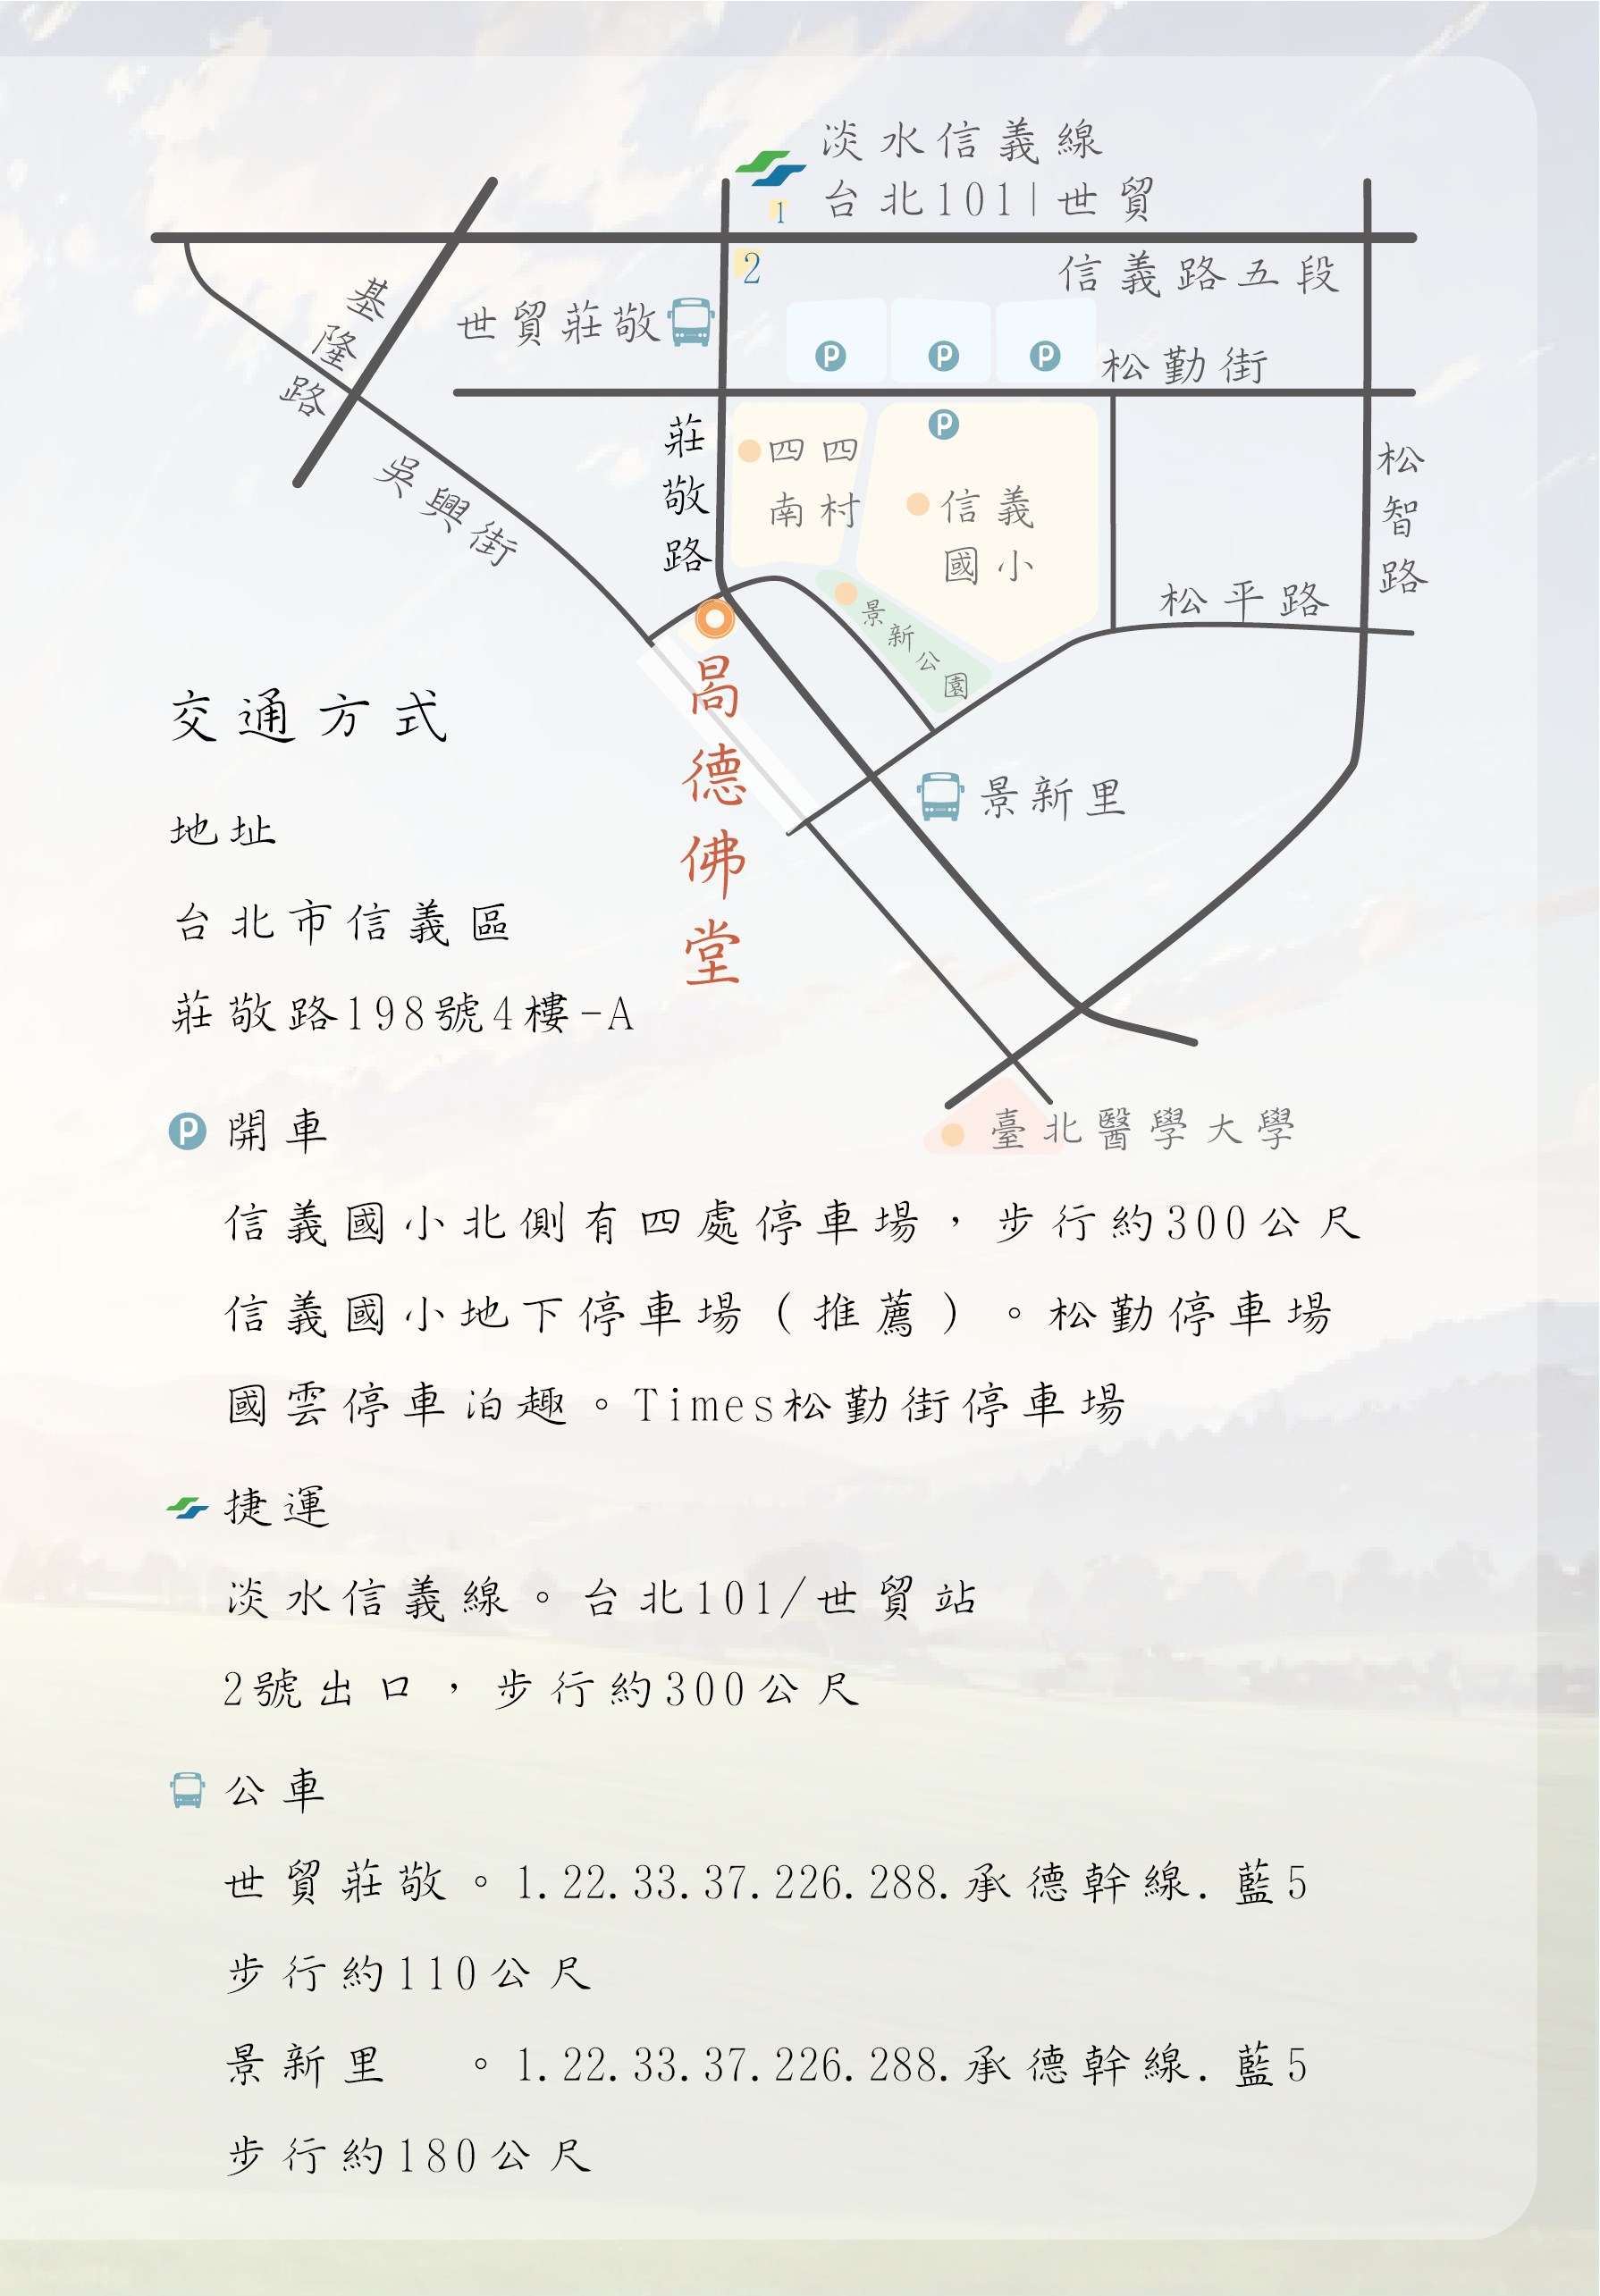 淡水信義線
台北101|世貿
1
2
信義路五段
基隆路
世貿莊敬
P
P
P
松勤街
P
莊敬路
四四
南村
信義
國小
松智路
吳興街
景新公園
松平路
德佛堂
景新里
臺北醫學大學
交通方式
地址
台北市信義區
莊敬路198號4樓-A
P 開車
信義國小北側有四處停車場，步行約300公尺
信義國小地下停車場（推薦）。松勤停車場
國雲停車泊趣。Times松勤街停車場
捷運
淡水信義線。台北101/世貿站
2號出口，步行約300公尺
公車
世貿莊敬。1.22.33.37.226.288.承德幹線.藍5
步行約110公尺
景新里　。1.22.33.37.226.288.承德幹線.藍5
步行約180公尺